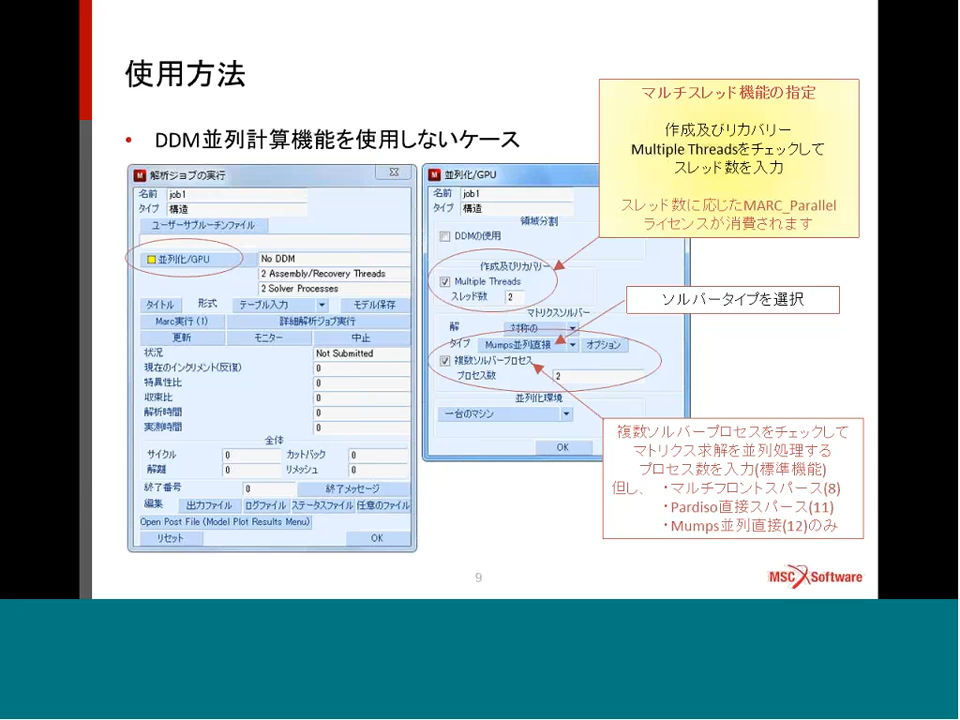 使用方法
• DDM並列計算機能を使用しないケース
解析ジョブの実行
名前 job1
タイプ 構造
ユーザーサブルーチンファイル
並列化/GPU
No DDM
2 Assembly/Recovery Threads
2 Solver Processes
タイトル 形式 テーブル入力 モデル保存
Marc実行 (1) 詳細解析ジョブ実行
更新 モニター 中止
状況 Not Submitted
現在のインクリメント(反復) 0
特異性比 0
収束比 0
解析時間 0
実測時間 0
全体
サイクル 0 カットバック 0
解離 0 リメッシュ 0
終了番号 0 終了メッセージ
編集 出力ファイル ログファイル ステータスファイル 任意のファイル
Open Post File (Model Plot Results Menu)
リセット OK
並列化/GPU
名前 job1
タイプ 構造
領域分割
DDMの使用
作成及びリカバリー
Multiple Threads
スレッド数 2
マトリクスソルバー
解 対称の
タイプ Mumps並列直接 オプション
複数ソルバープロセス
プロセス数 2
並列化環境
一台のマシン
OK
マルチスレッド機能の指定
作成及びリカバリー
Multiple Threadsをチェックして
スレッド数を入力
スレッド数に応じたMARC_Parallel
ライセンスが消費されます
ソルバータイプを選択
複数ソルバープロセスをチェックして
マトリクス求解を並列処理する
プロセス数を入力(標準機能)
但し、 ・マルチフロントスパース(8)
・Pardiso直接スパース(11)
・Mumps並列直接(12)のみ
9
MSC Software